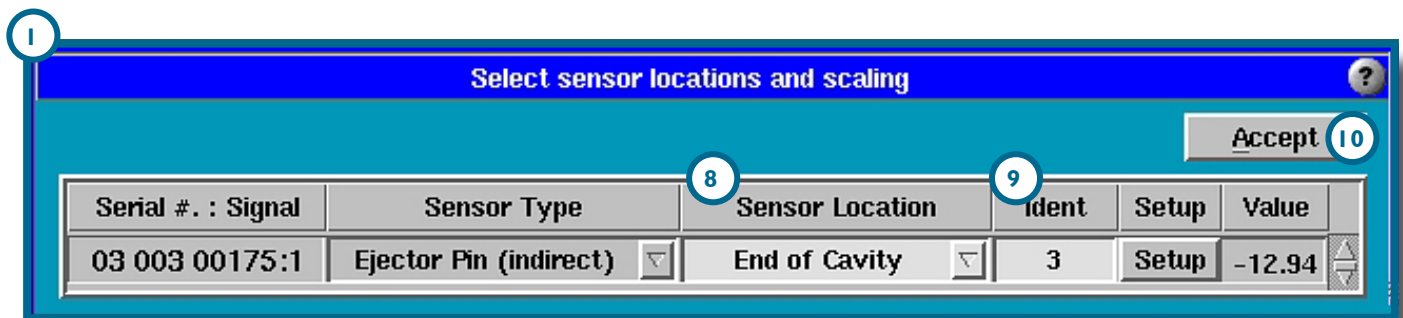 1
Select sensor locations and scaling ?
Accept 10
8 9
Serial #. : Signal Sensor Type Sensor Location Ident Setup Value
03 003 00175:1 Ejector Pin (indirect) End of Cavity 3 Setup -12.94